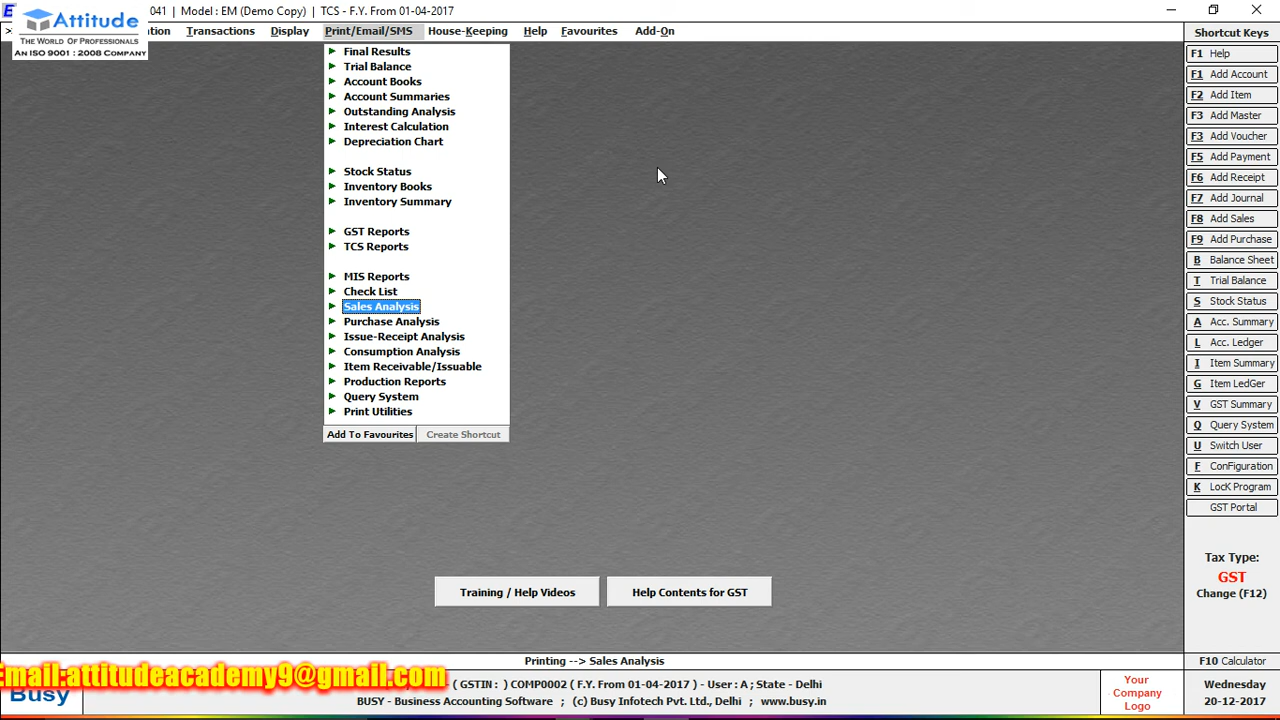 041 | Model : EM (Demo Copy) | TCS - F.Y. From 01-04-2017
Attitude
THE WORLD OF PROFESSIONALS
AN ISO 9001 : 2008 COMPANY
Transactions Display Print/Email/SMS House-Keeping Help Favourites Add-On
Final Results
Trial Balance
Account Books
Account Summaries
Outstanding Analysis
Interest Calculation
Depreciation Chart
Stock Status
Inventory Books
Inventory Summary
GST Reports
TCS Reports
MIS Reports
Check List
Sales Analysis
Purchase Analysis
Issue-Receipt Analysis
Consumption Analysis
Item Receivable/Issuable
Production Reports
Query System
Print Utilities
Add To Favourites Create Shortcut
Training / Help Videos Help Contents for GST
Shortcut Keys
F1 Help
F1 Add Account
F2 Add Item
F3 Add Master
F3 Add Voucher
F5 Add Payment
F6 Add Receipt
F7 Add Journal
F8 Add Sales
F9 Add Purchase
B Balance Sheet
T Trial Balance
S Stock Status
A Acc. Summary
L Acc. Ledger
I Item Summary
G Item LedGer
V GST Summary
Q Query System
U Switch User
F ConFiguration
K LocK Program
GST Portal
Tax Type:
GST
Change (F12)
Printing --> Sales Analysis
F10 Calculator
Email:attitudeacademy9@gmail.com
Busy
( GSTIN : ) COMP0002 ( F.Y. From 01-04-2017 ) - User : A ; State - Delhi
BUSY - Business Accounting Software ; (c) Busy Infotech Pvt. Ltd., Delhi ; www.busy.in
Your
Company
Logo
Wednesday
20-12-2017